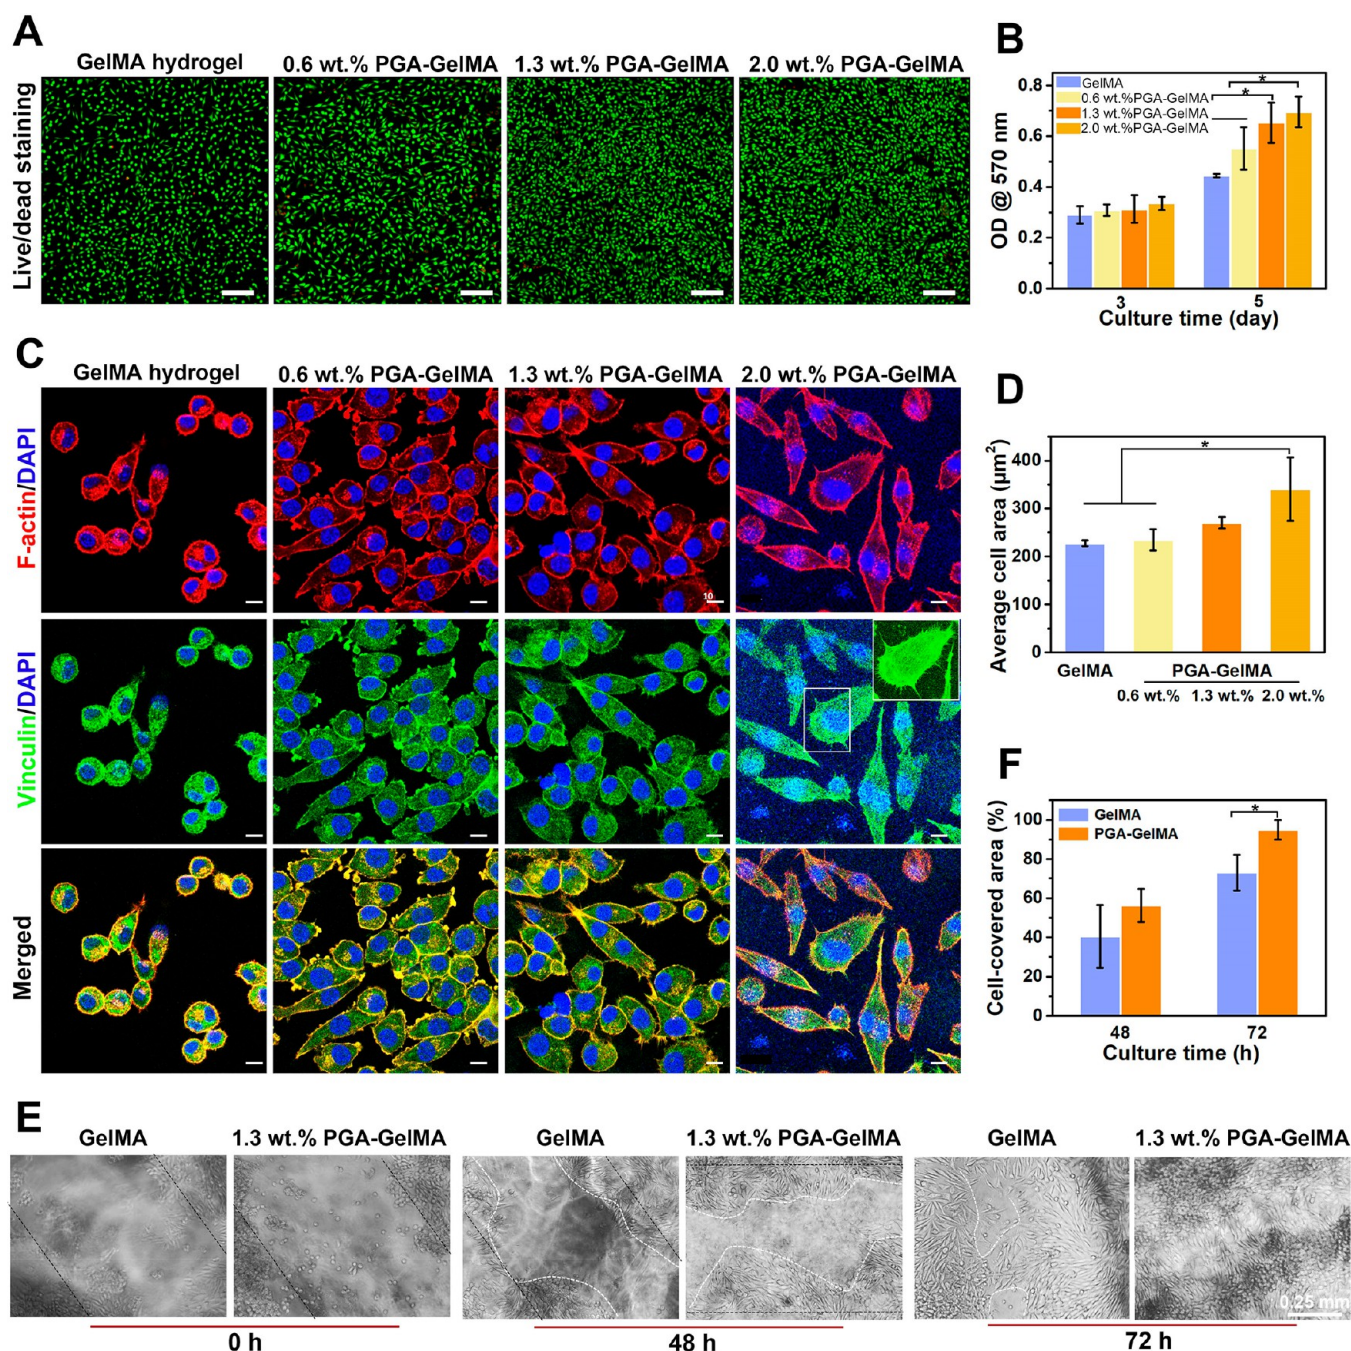 A
GelMA hydrogel
0.6 wt.% PGA-GelMA
1.3 wt.% PGA-GelMA
2.0 wt.% PGA-GelMA
Live/dead staining
B
GelMA
0.6 wt.%PGA-GelMA
1.3 wt.%PGA-GelMA
2.0 wt.%PGA-GelMA
*
*
OD @ 570 nm
0.8
0.6
0.4
0.2
0.0
3
5
Culture time (day)
C
GelMA hydrogel
0.6 wt.% PGA-GelMA
1.3 wt.% PGA-GelMA
2.0 wt.% PGA-GelMA
F-actin/DAPI
10
Vinculin/DAPI
Merged
D
*
Average cell area (μm²)
400
300
200
100
0
GelMA
PGA-GelMA
0.6 wt.%
1.3 wt.%
2.0 wt.%
F
GelMA
PGA-GelMA
*
Cell-covered area (%)
100
80
60
40
20
0
48
72
Culture time (h)
E
GelMA
1.3 wt.% PGA-GelMA
GelMA
1.3 wt.% PGA-GelMA
GelMA
1.3 wt.% PGA-GelMA
0.25 mm
0 h
48 h
72 h